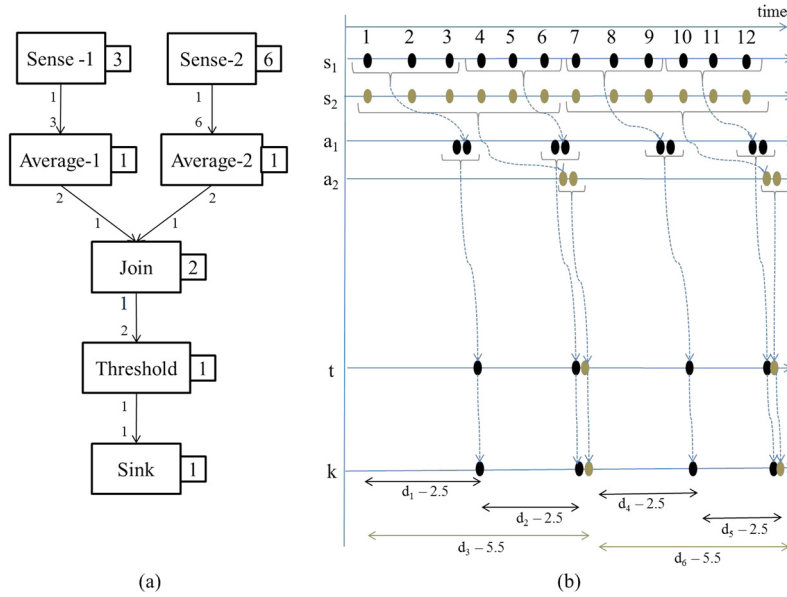 Sense -1 3
Sense-2 6
1
1
3
6
Average-1 1
Average-2 1
2
2
1
1
Join 2
1
2
Threshold 1
1
1
Sink 1
(a)
time
1 2 3 4 5 6 7 8 9 10 11 12
s1
s2
a1
a2
t
k
d1 – 2.5
d2 – 2.5
d4 – 2.5
d5 – 2.5
d3 – 5.5
d6 – 5.5
(b)